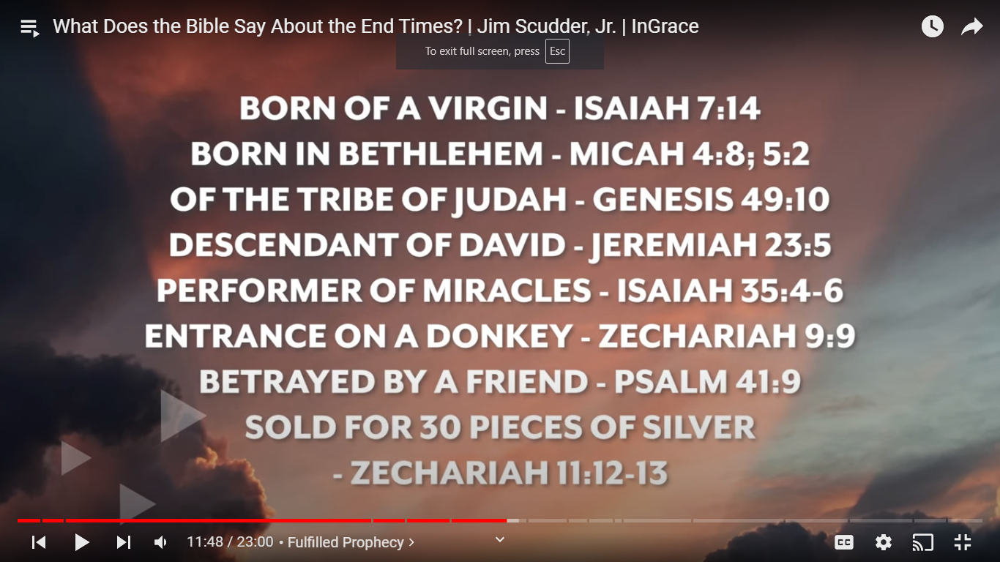 What Does the Bible Say About the End Times? | Jim Scudder, Jr. | InGrace
To exit full screen, press Esc
BORN OF A VIRGIN - ISAIAH 7:14
BORN IN BETHLEHEM - MICAH 4:8; 5:2
OF THE TRIBE OF JUDAH - GENESIS 49:10
DESCENDANT OF DAVID - JEREMIAH 23:5
PERFORMER OF MIRACLES - ISAIAH 35:4-6
ENTRANCE ON A DONKEY - ZECHARIAH 9:9
BETRAYED BY A FRIEND - PSALM 41:9
SOLD FOR 30 PIECES OF SILVER
- ZECHARIAH 11:12-13
11:48 / 23:00 • Fulfilled Prophecy >
CC